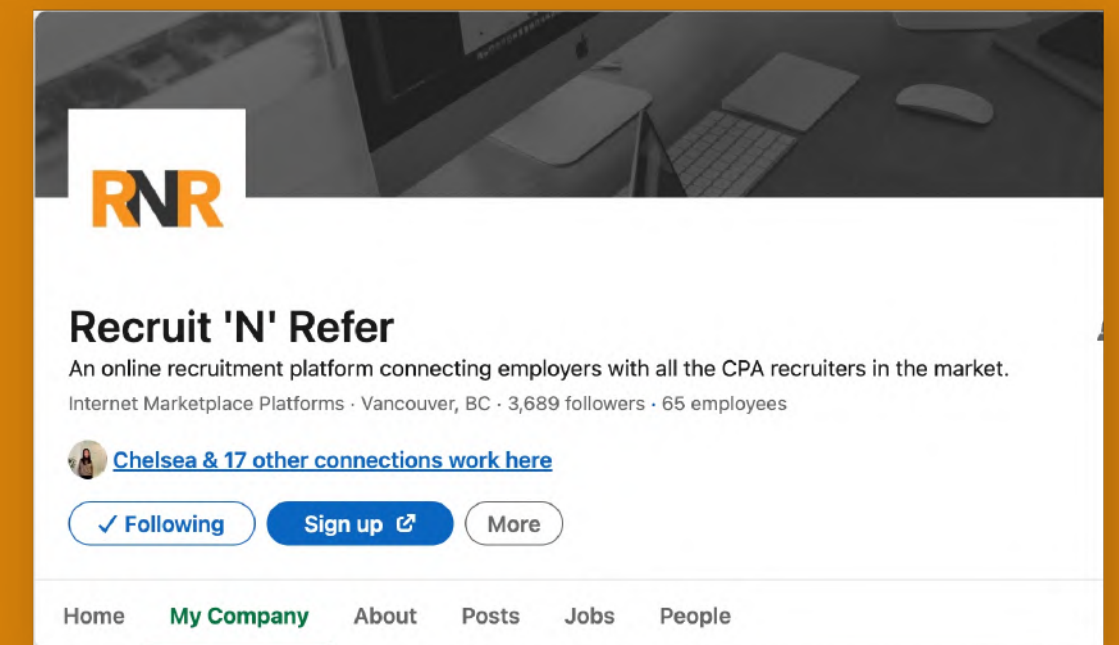 RNR
Recruit 'N' Refer
An online recruitment platform connecting employers with all the CPA recruiters in the market.
Internet Marketplace Platforms · Vancouver, BC · 3,689 followers · 65 employees
Chelsea & 17 other connections work here
✓ Following Sign up More
Home My Company About Posts Jobs People